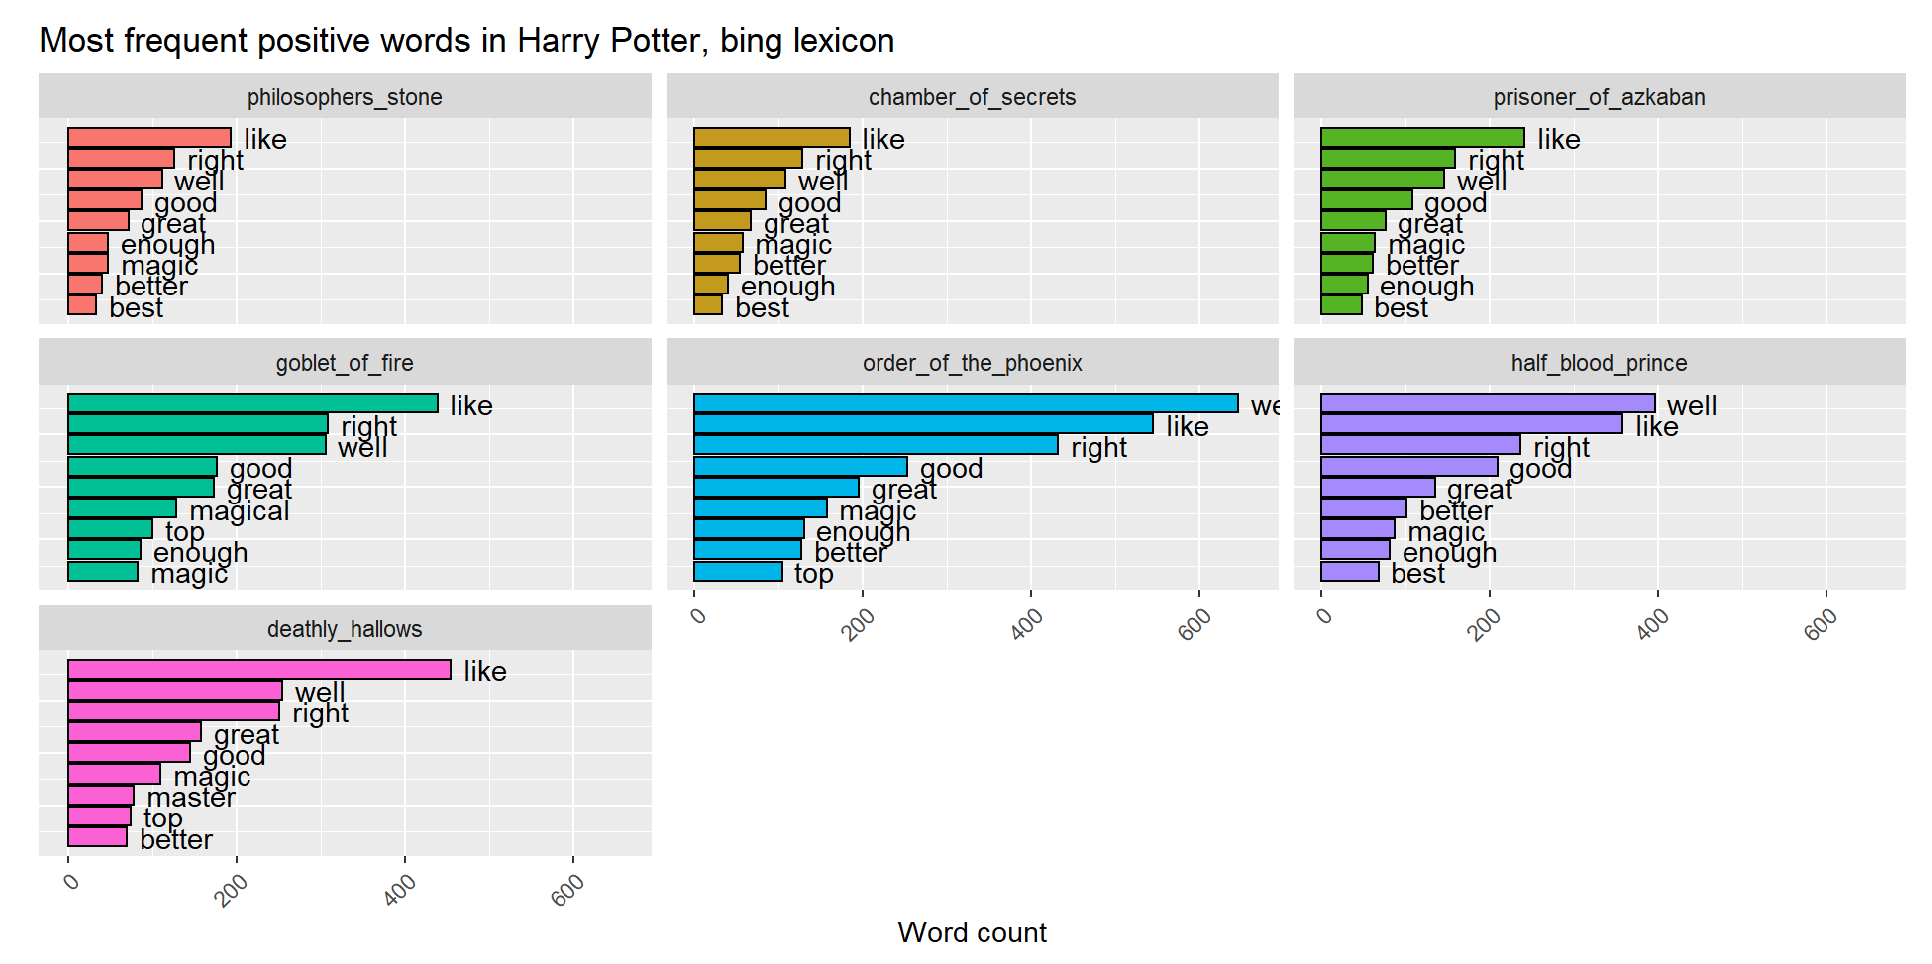 Most frequent positive words in Harry Potter, bing lexicon
philosophers_stone
like
right
well
good
great
enough
magic
better
best
chamber_of_secrets
like
right
well
good
great
magic
better
enough
best
prisoner_of_azkaban
like
right
well
good
great
magic
better
enough
best
goblet_of_fire
like
right
well
good
great
magical
top
enough
magic
order_of_the_phoenix
we
like
right
good
great
magic
enough
better
top
0 200 400 600
half_blood_prince
well
like
right
good
great
better
magic
enough
best
0 200 400 600
deathly_hallows
like
well
right
great
good
magic
master
top
better
0 200 400 600
Word count